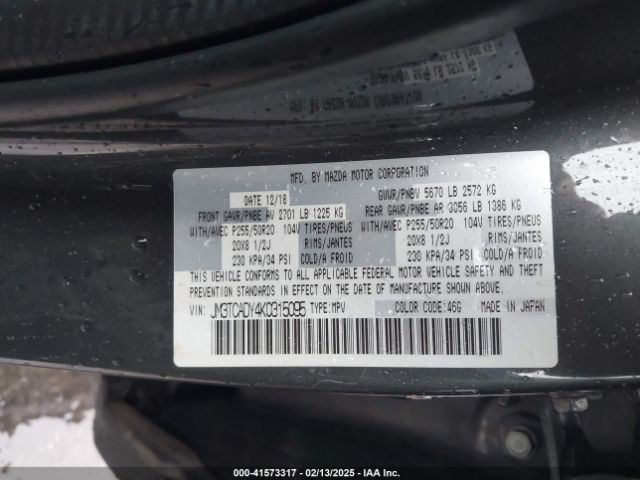 MFD. BY MAZDA MOTOR CORPORATION
DATE 12/18
GVWR/PNBV 5670 LB 2572 KG
FRONT GAWR/PNBE AV 2701 LB 1225 KG
REAR GAWR/PNBE AR 3056 LB 1386 KG
WITH/AVEC P255/50R20 104V TIRES/PNEUS
WITH/AVEC P255/50R20 104V TIRES/PNEUS
20X8 1/2J RIMS/JANTES
20X8 1/2J RIMS/JANTES
230 KPA/34 PSI COLD/A FROID
230 KPA/34 PSI COLD/A FROID
THIS VEHICLE CONFORMS TO ALL APPLICABLE FEDERAL MOTOR VEHICLE SAFETY AND THEFT
PREVENTION STANDARDS IN EFFECT ON THE DATE OF MANUFACTURE SHOWN ABOVE.
VIN: JM3TCADY4K0315095 TYPE: MPV COLOR CODE: 46G MADE IN JAPAN
000-41573317 - 02/13/2025 - IAA Inc.